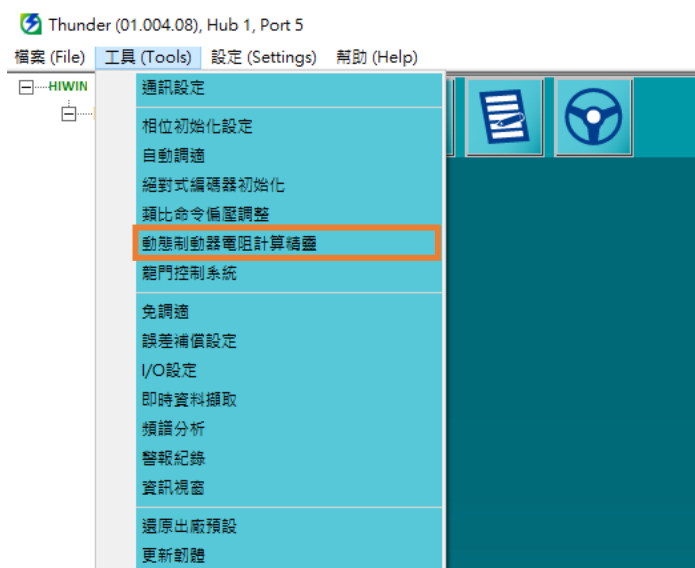 Thunder (01.004.08), Hub 1, Port 5
檔案 (File) 工具 (Tools) 設定 (Settings) 幫助 (Help)
HIWIN
通訊設定
相位初始化設定
自動調適
絕對式編碼器初始化
類比命令偏壓調整
動態制動器電阻計算精靈
龍門控制系統
免調適
誤差補償設定
I/O設定
即時資料擷取
頻譜分析
警報紀錄
資訊視窗
還原出廠預設
更新韌體